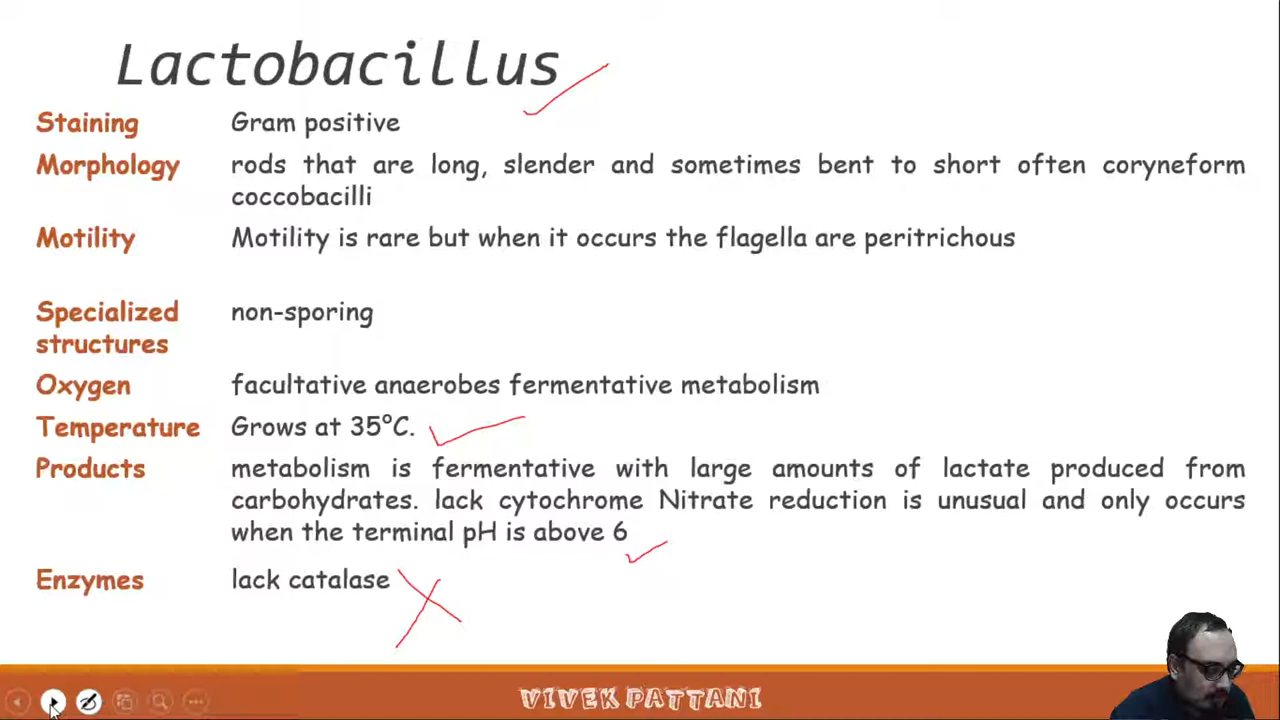 Lactobacillus
Staining Gram positive
Morphology rods that are long, slender and sometimes bent to short often coryneform
coccobacilli
Motility Motility is rare but when it occurs the flagella are peritrichous
Specialized non-sporing
structures
Oxygen facultative anaerobes fermentative metabolism
Temperature Grows at 35°C.
Products metabolism is fermentative with large amounts of lactate produced from
carbohydrates. lack cytochrome Nitrate reduction is unusual and only occurs
when the terminal pH is above 6
Enzymes lack catalase
VIVEK PATTANI